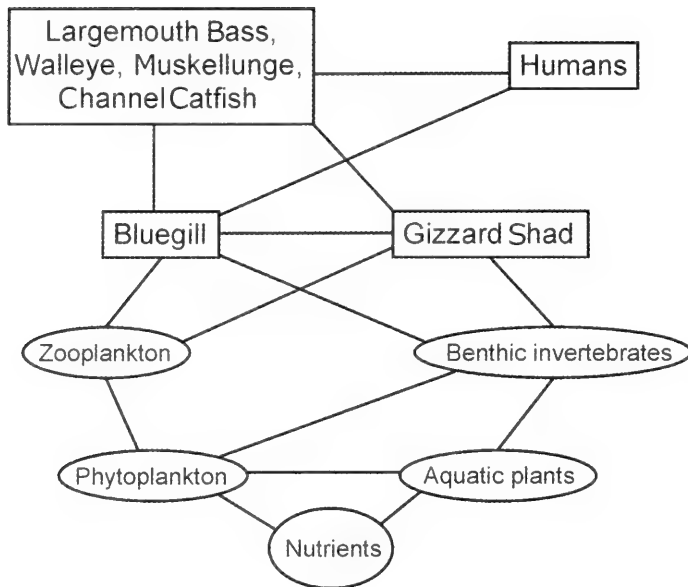 Largemouth Bass,
Walleye, Muskellunge,
Channel Catfish
Humans
Bluegill
Gizzard Shad
Zooplankton
Benthic invertebrates
Phytoplankton
Aquatic plants
Nutrients